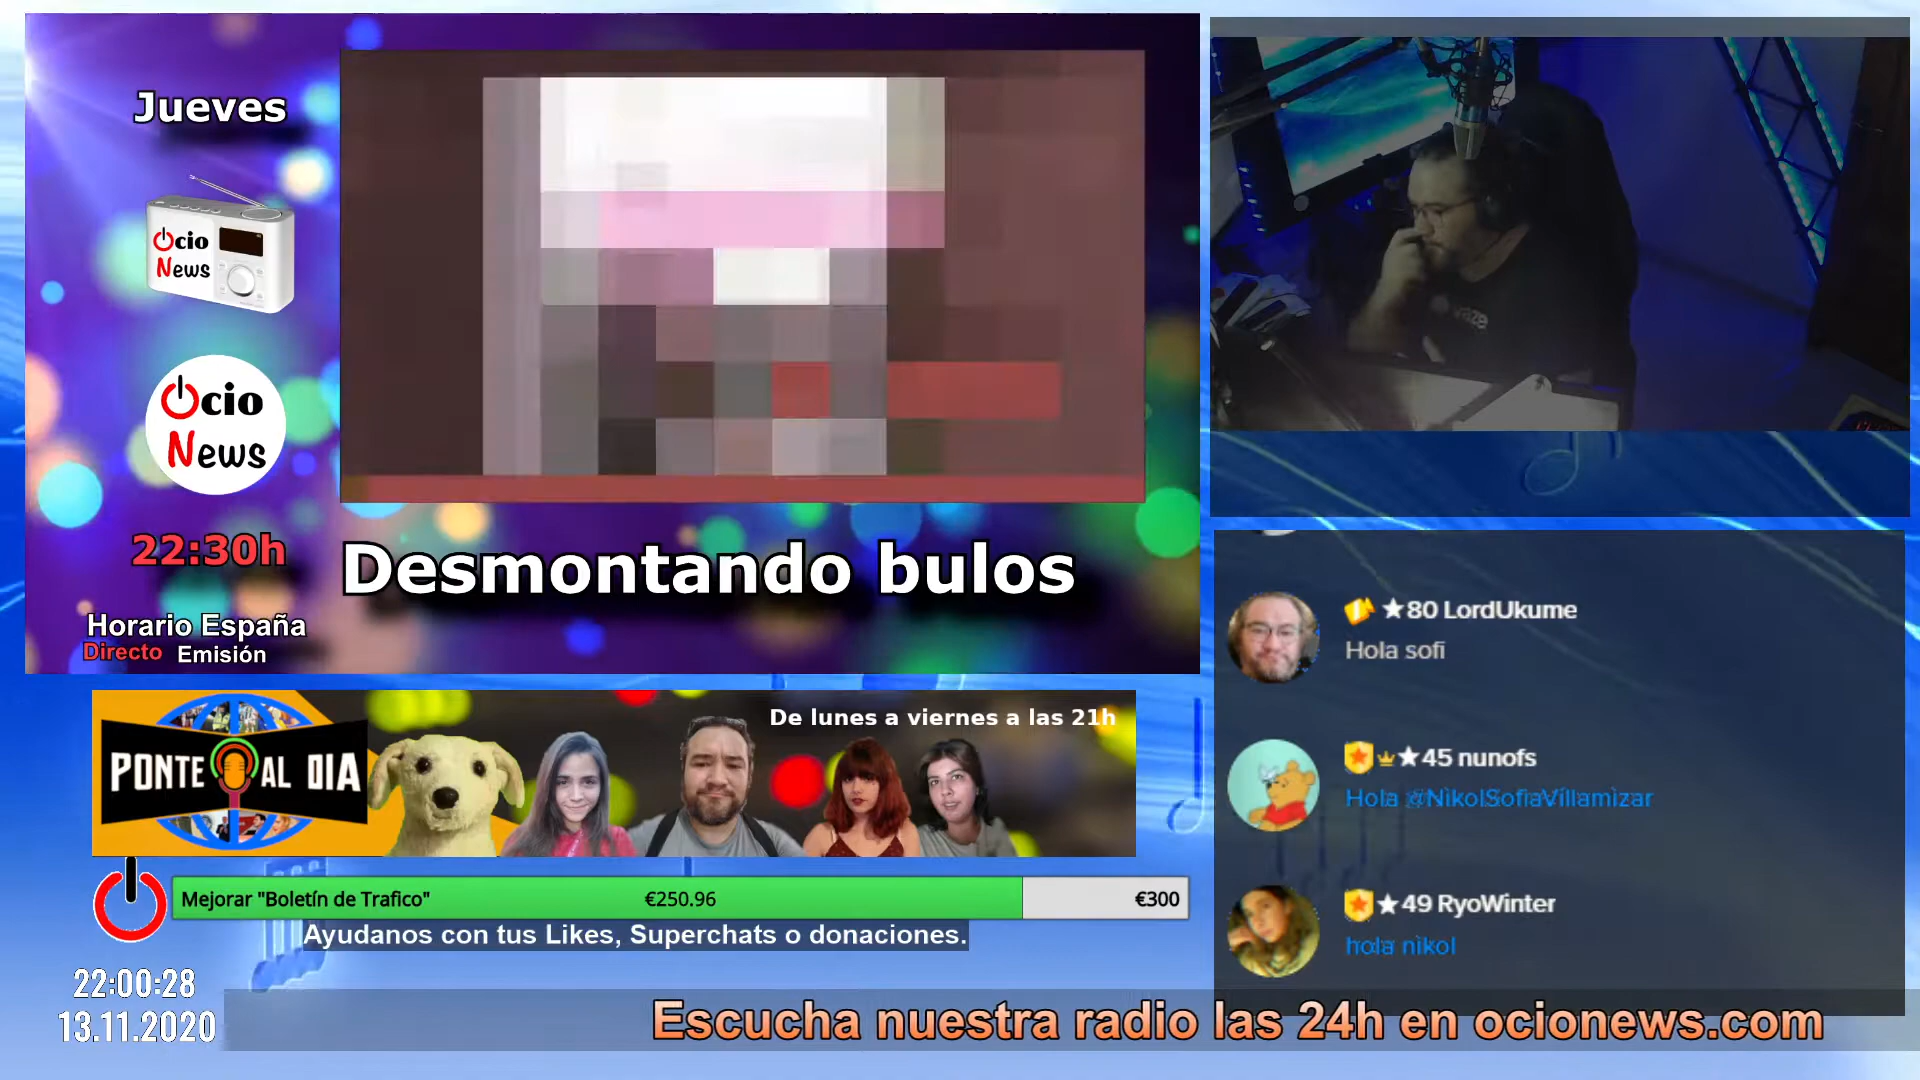 Jueves
Ocio
News
Ocio
News
22:30h
Desmontando bulos
Horario España
Directo Emisión
De lunes a viernes a las 21h
PONTE AL DIA
Mejorar "Boletín de Trafico" €250.96 €300
Ayudanos con tus Likes, Superchats o donaciones.
22:00:28
13.11.2020
★80 LordUkume
Hola sofi
★45 nunofs
Hola @NikolSofiaVillamizar
★49 RyoWinter
hola nikol
Escucha nuestra radio las 24h en ocionews.com